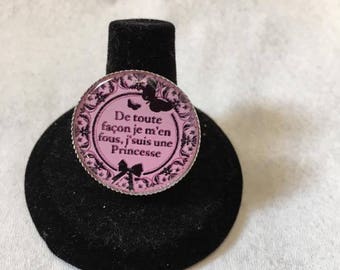 De toute
façon je m'en
fous, j'suis une
Princesse